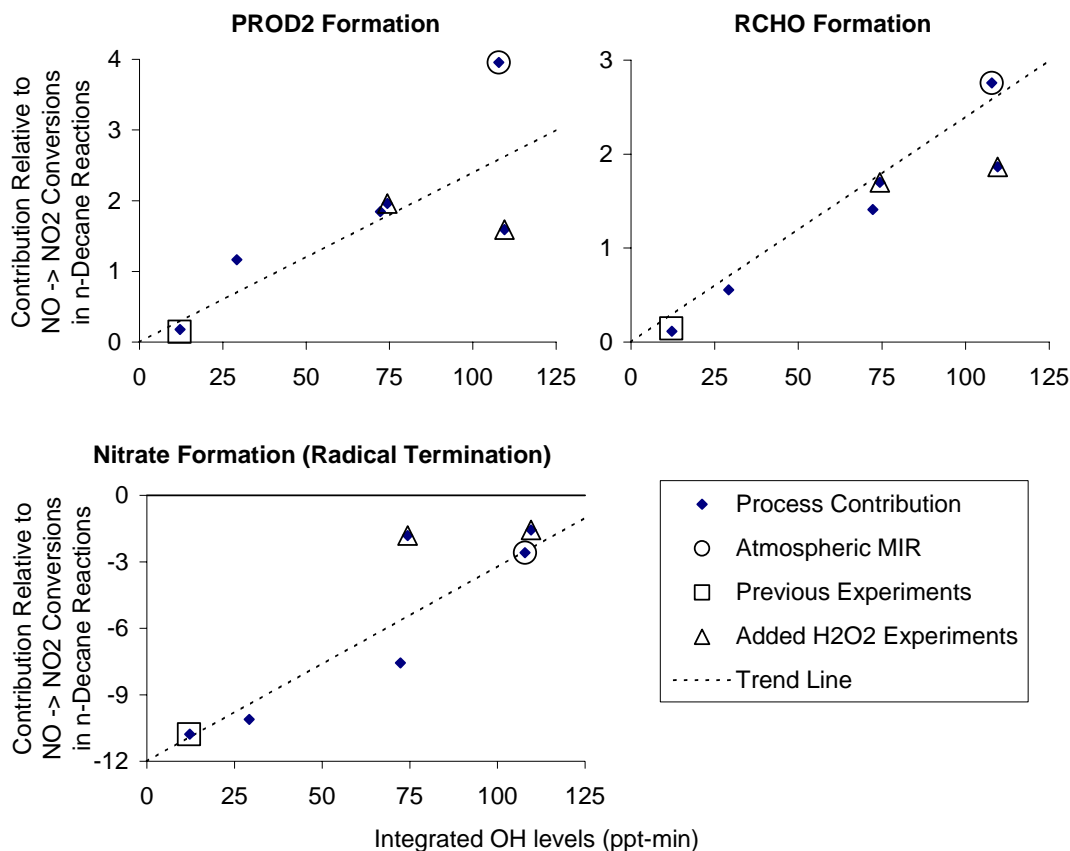 PROD2 Formation
Contribution Relative to
NO -> NO2 Conversions
in n-Decane Reactions
4
3
2
1
0
0 25 50 75 100 125
RCHO Formation
3
2
1
0
0 25 50 75 100 125
Nitrate Formation (Radical Termination)
Contribution Relative to
NO -> NO2 Conversions
in n-Decane Reactions
0
-3
-6
-9
-12
0 25 50 75 100 125
Integrated OH levels (ppt-min)
Process Contribution
Atmospheric MIR
Previous Experiments
Added H2O2 Experiments
Trend Line